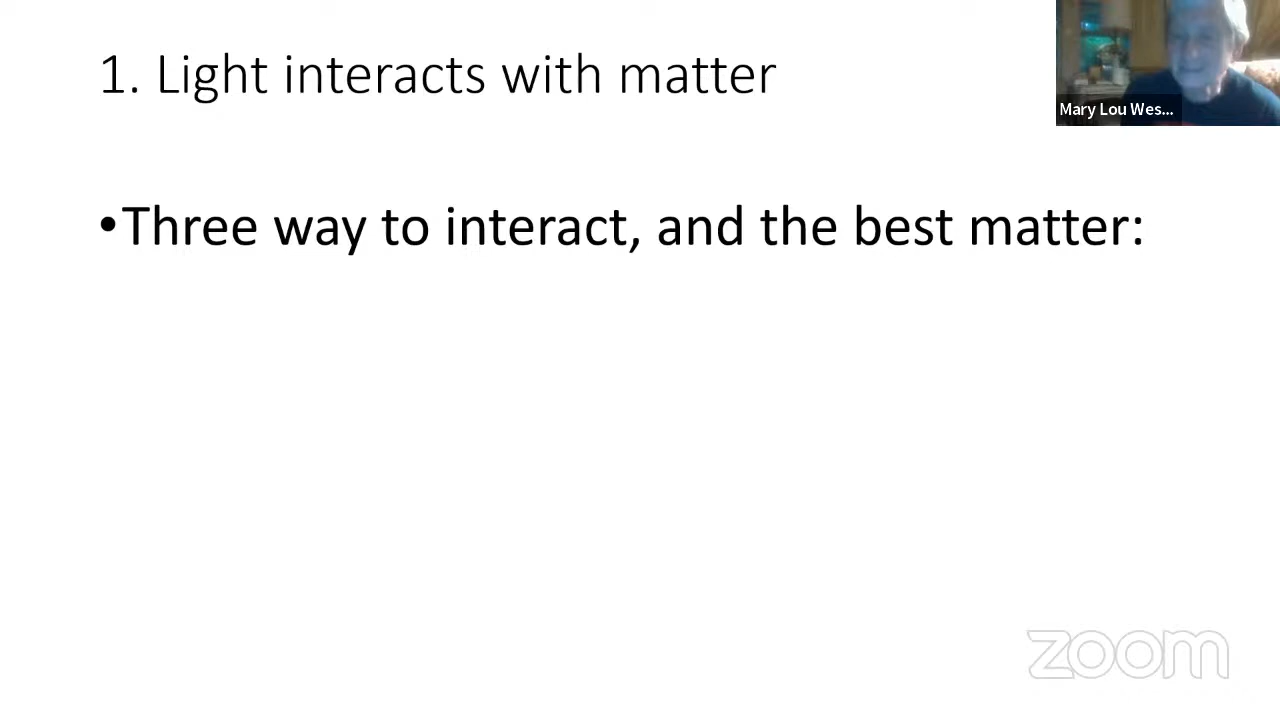 1. Light interacts with matter
Mary Lou Wes...
•Three way to interact, and the best matter:
zoom